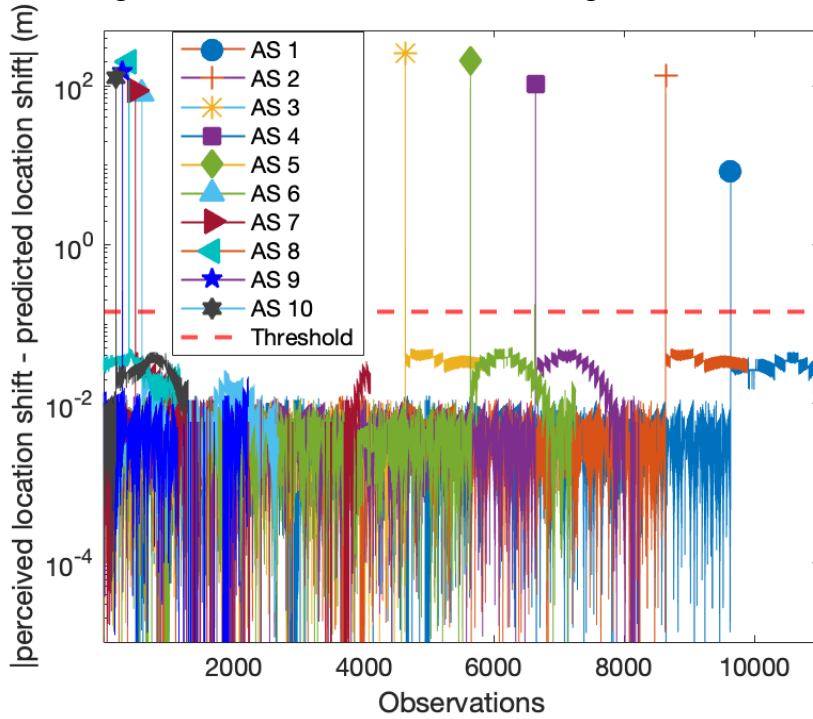 |perceived location shift - predicted location shift| (m)
10^2
10^0
10^-2
10^-4
AS 1
AS 2
AS 3
AS 4
AS 5
AS 6
AS 7
AS 8
AS 9
AS 10
Threshold
2000 4000 6000 8000 10000
Observations